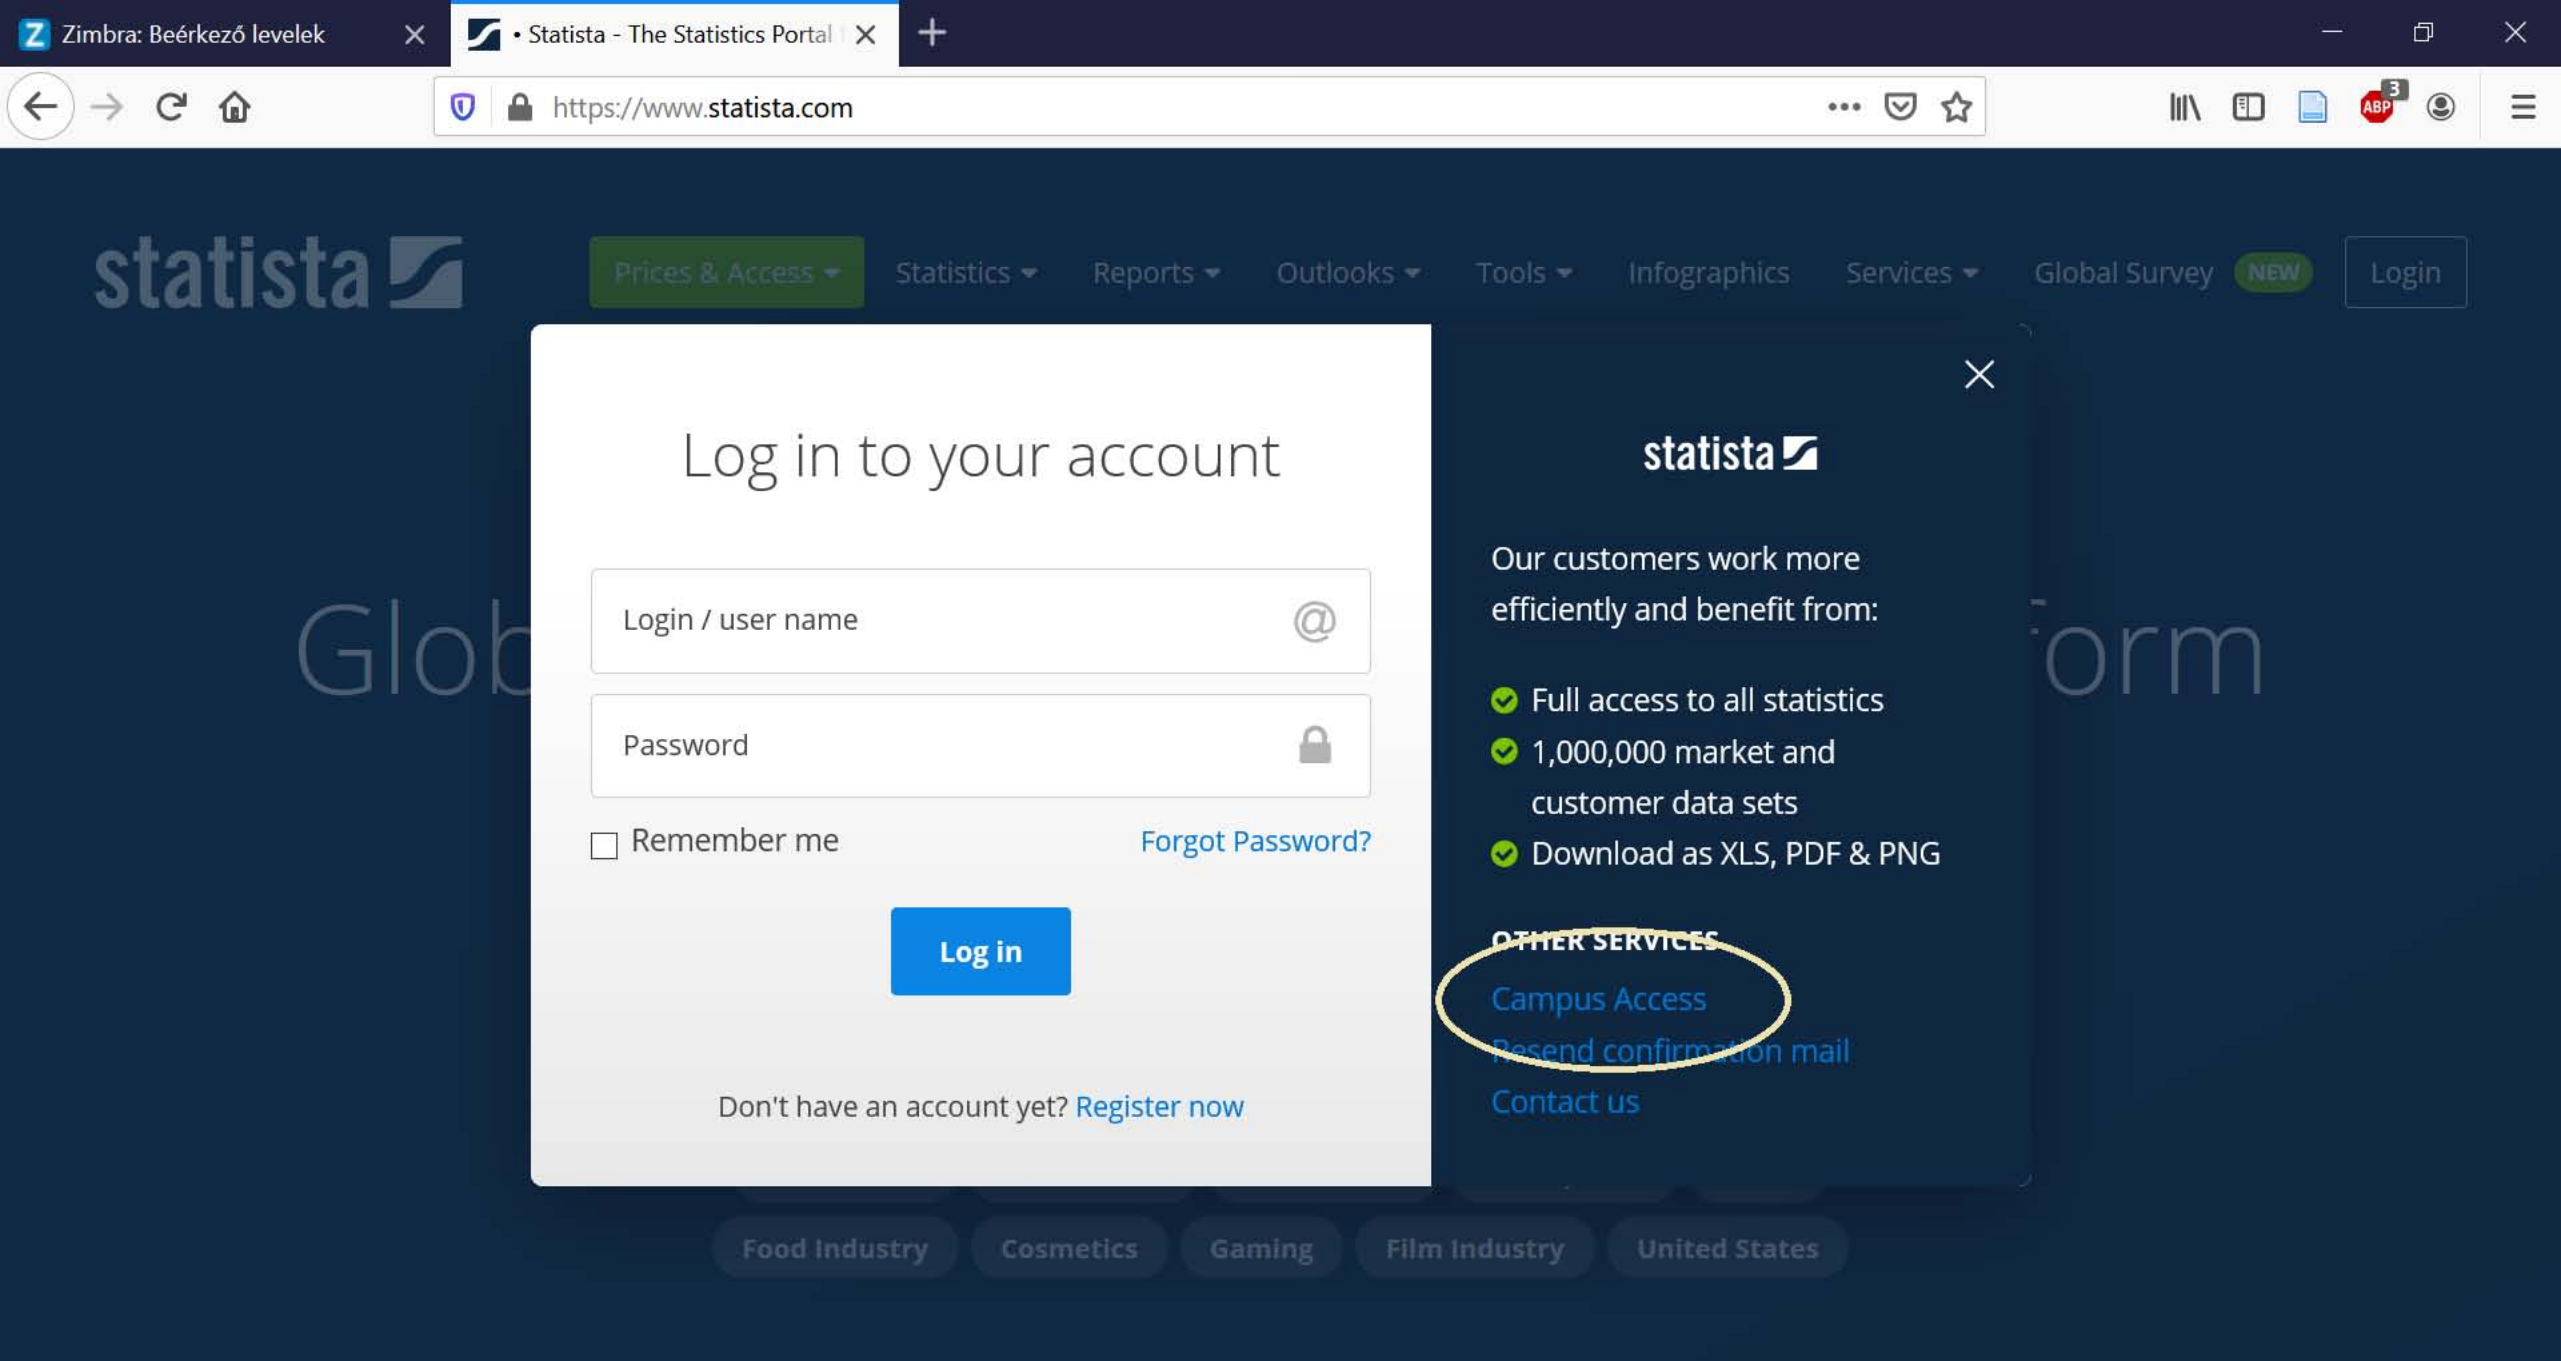 Zimbra: Beérkező levelek
• Statista - The Statistics Portal
https://www.statista.com
3
ABP
statista
Prices & Access
Statistics
Reports
Outlooks
Tools
Infographics
Services
Global Survey
NEW
Login
Log in to your account
Login / user name
@
Password
Remember me
Forgot Password?
Log in
Don't have an account yet? Register now
statista
Our customers work more
efficiently and benefit from:
Full access to all statistics
1,000,000 market and
customer data sets
Download as XLS, PDF & PNG
OTHER SERVICES
Campus Access
Resend confirmation mail
Contact us
Food Industry
Cosmetics
Gaming
Film Industry
United States